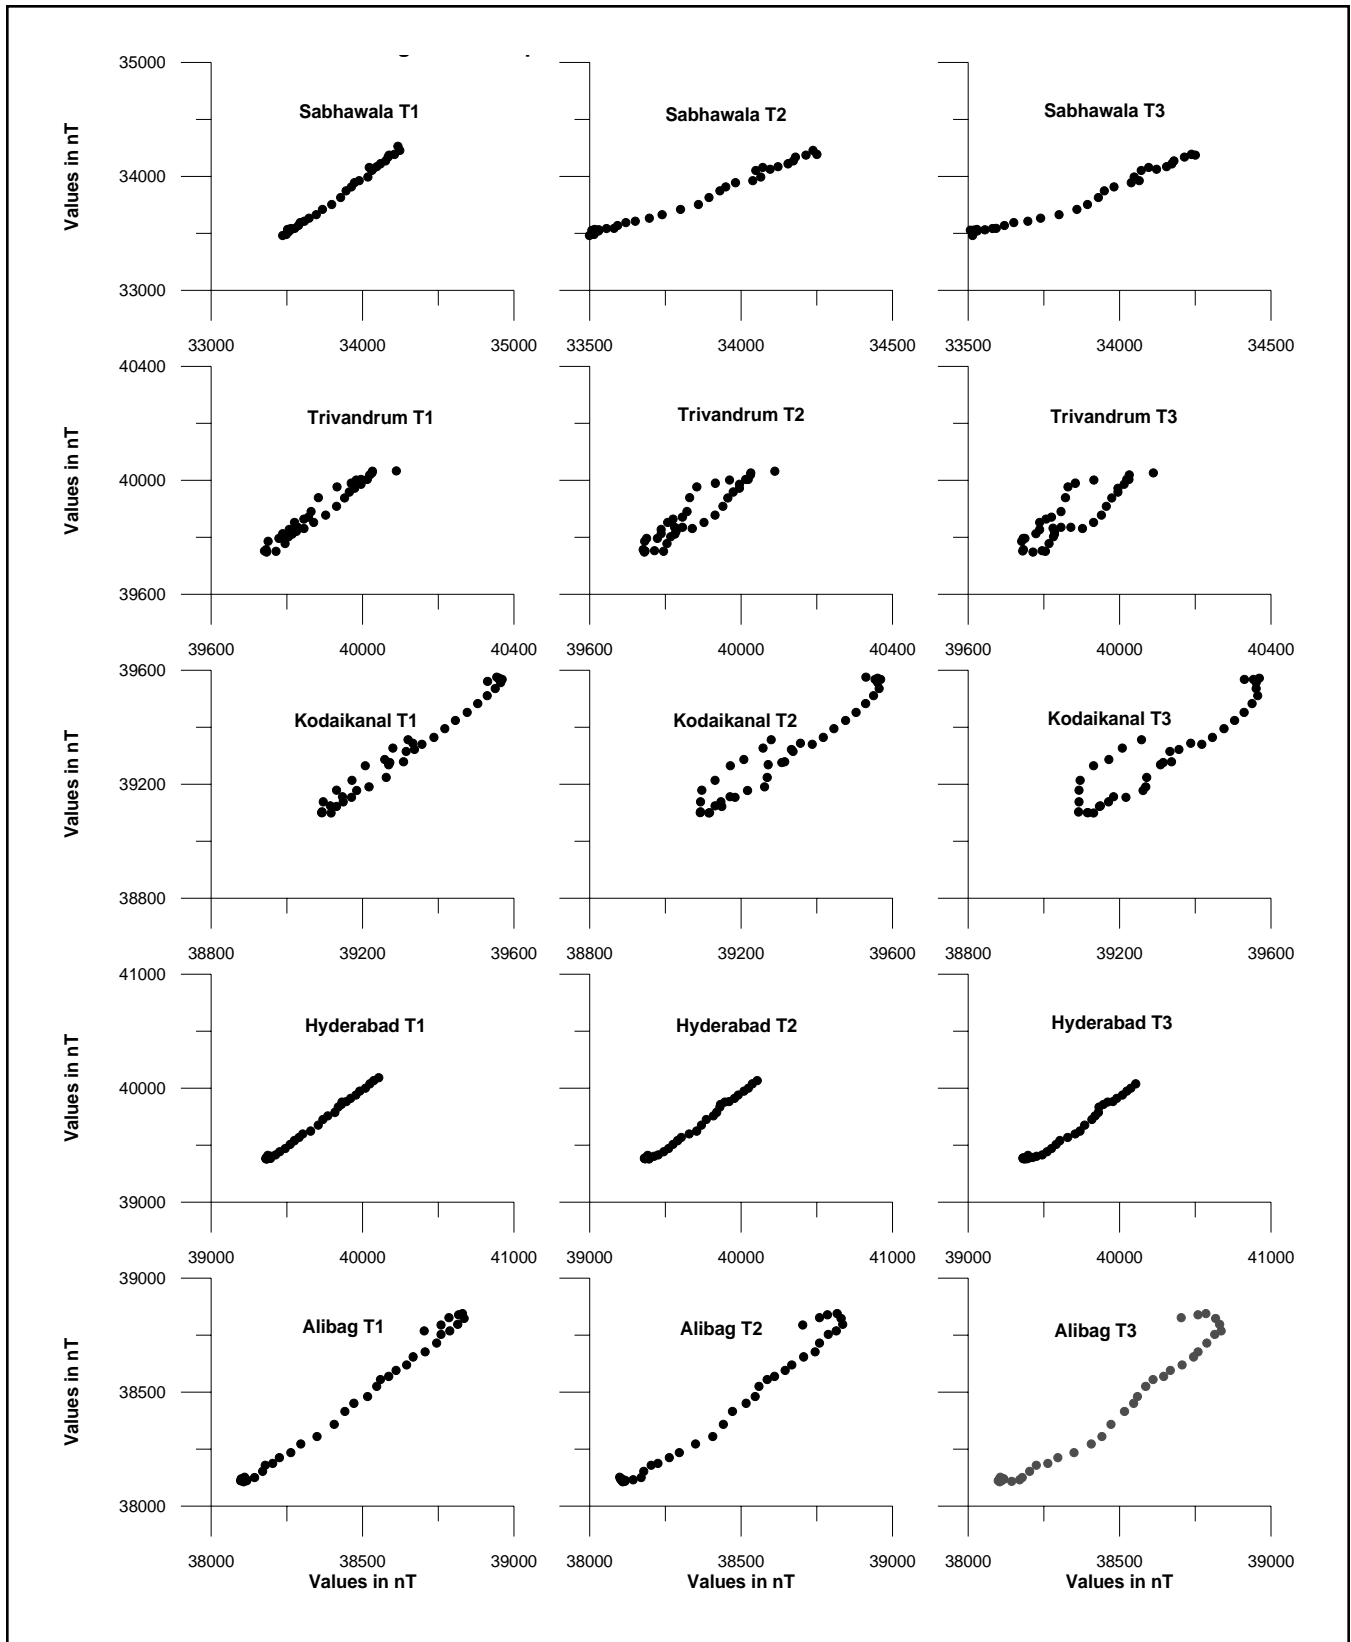 35000
Sabhawala T1
Sabhawala T2
Sabhawala T3
Values in nT
34000
33000
33000 34000 35000
33500 34000 34500
33500 34000 34500
40400
Trivandrum T1
Trivandrum T2
Trivandrum T3
Values in nT
40000
39600
39600 40000 40400
39600 40000 40400
39600 40000 40400
39600
Kodaikanal T1
Kodaikanal T2
Kodaikanal T3
Values in nT
39200
38800
38800 39200 39600
38800 39200 39600
38800 39200 39600
41000
Hyderabad T1
Hyderabad T2
Hyderabad T3
Values in nT
40000
39000
39000 40000 41000
39000 40000 41000
39000 40000 41000
39000
Alibag T1
Alibag T2
Alibag T3
Values in nT
38500
38000
38000 38500 39000
38000 38500 39000
38000 38500 39000
Values in nT
Values in nT
Values in nT